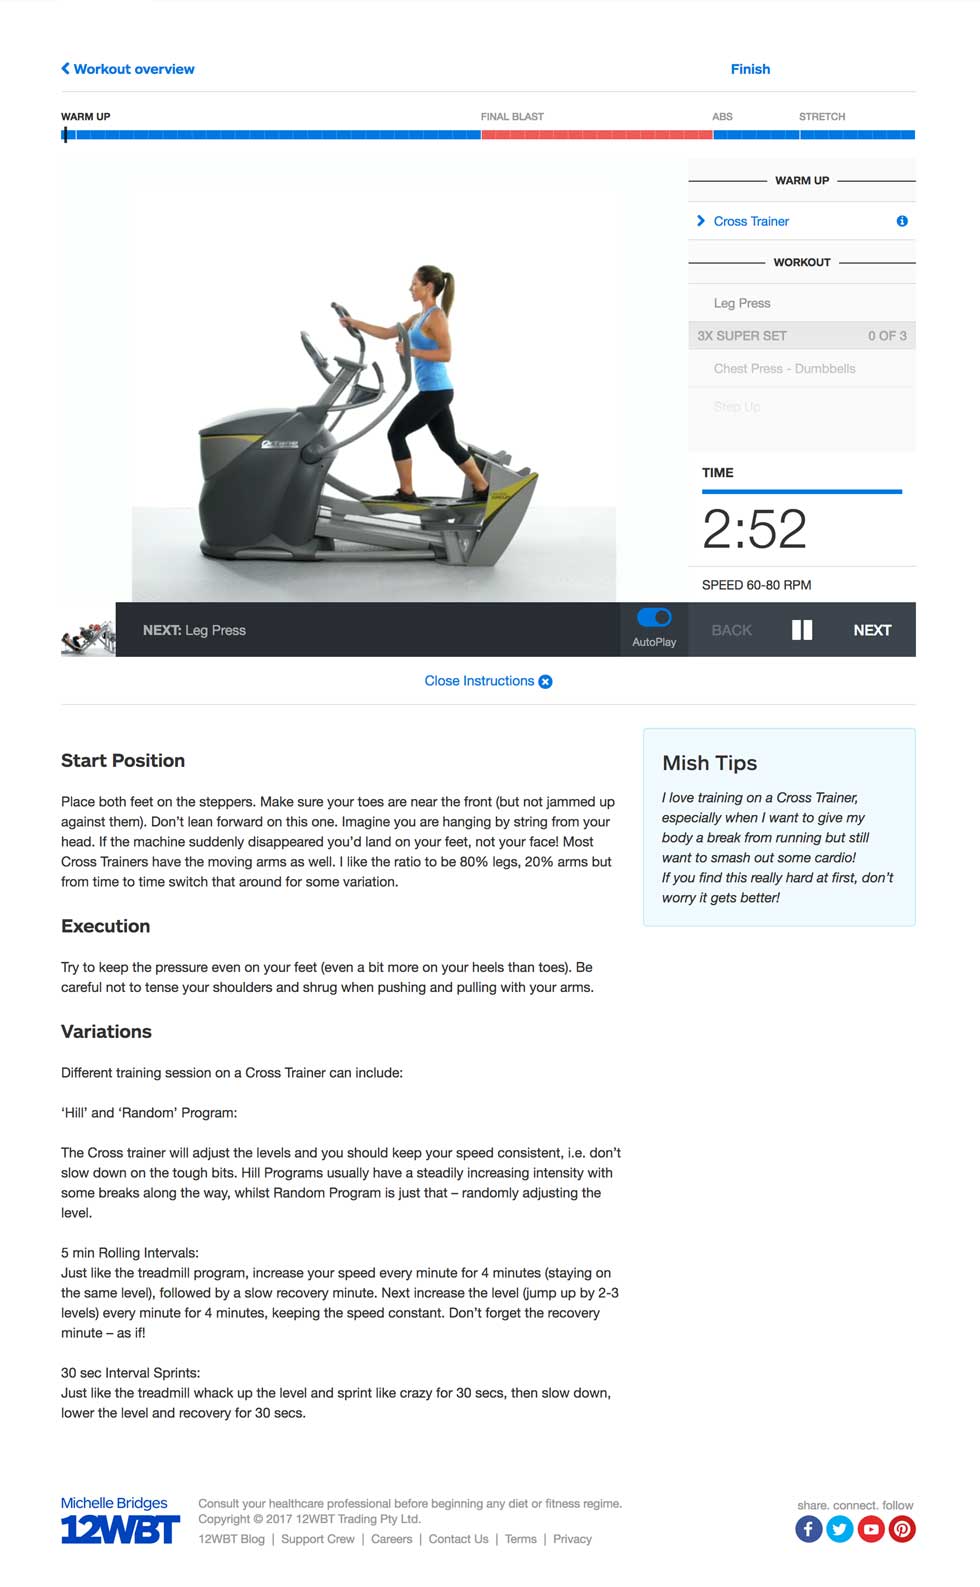 Workout overview
Finish
WARM UP
FINAL BLAST
ABS
STRETCH
WARM UP
Cross Trainer
WORKOUT
Leg Press
3X SUPER SET 0 OF 3
Chest Press - Dumbbells
Step Up
TIME
2:52
SPEED 60-80 RPM
NEXT: Leg Press
AutoPlay
BACK
NEXT
Close Instructions
Start Position
Place both feet on the steppers. Make sure your toes are near the front (but not jammed up
against them). Don’t lean forward on this one. Imagine you are hanging by string from your
head. If the machine suddenly disappeared you’d land on your feet, not your face! Most
Cross Trainers have the moving arms as well. I like the ratio to be 80% legs, 20% arms but
from time to time switch that around for some variation.
Execution
Try to keep the pressure even on your feet (even a bit more on your heels than toes). Be
careful not to tense your shoulders and shrug when pushing and pulling with your arms.
Variations
Different training session on a Cross Trainer can include:
‘Hill’ and ‘Random’ Program:
The Cross trainer will adjust the levels and you should keep your speed consistent, i.e. don’t
slow down on the tough bits. Hill Programs usually have a steadily increasing intensity with
some breaks along the way, whilst Random Program is just that – randomly adjusting the
level.
5 min Rolling Intervals:
Just like the treadmill program, increase your speed every minute for 4 minutes (staying on
the same level), followed by a slow recovery minute. Next increase the level (jump up by 2-3
levels) every minute for 4 minutes, keeping the speed constant. Don’t forget the recovery
minute – as if!
30 sec Interval Sprints:
Just like the treadmill whack up the level and sprint like crazy for 30 secs, then slow down,
lower the level and recovery for 30 secs.
Mish Tips
I love training on a Cross Trainer,
especially when I want to give my
body a break from running but still
want to smash out some cardio!
If you find this really hard at first, don’t
worry it gets better!
Michelle Bridges
12WBT
Consult your healthcare professional before beginning any diet or fitness regime.
Copyright © 2017 12WBT Trading Pty Ltd.
12WBT Blog | Support Crew | Careers | Contact Us | Terms | Privacy
share. connect. follow